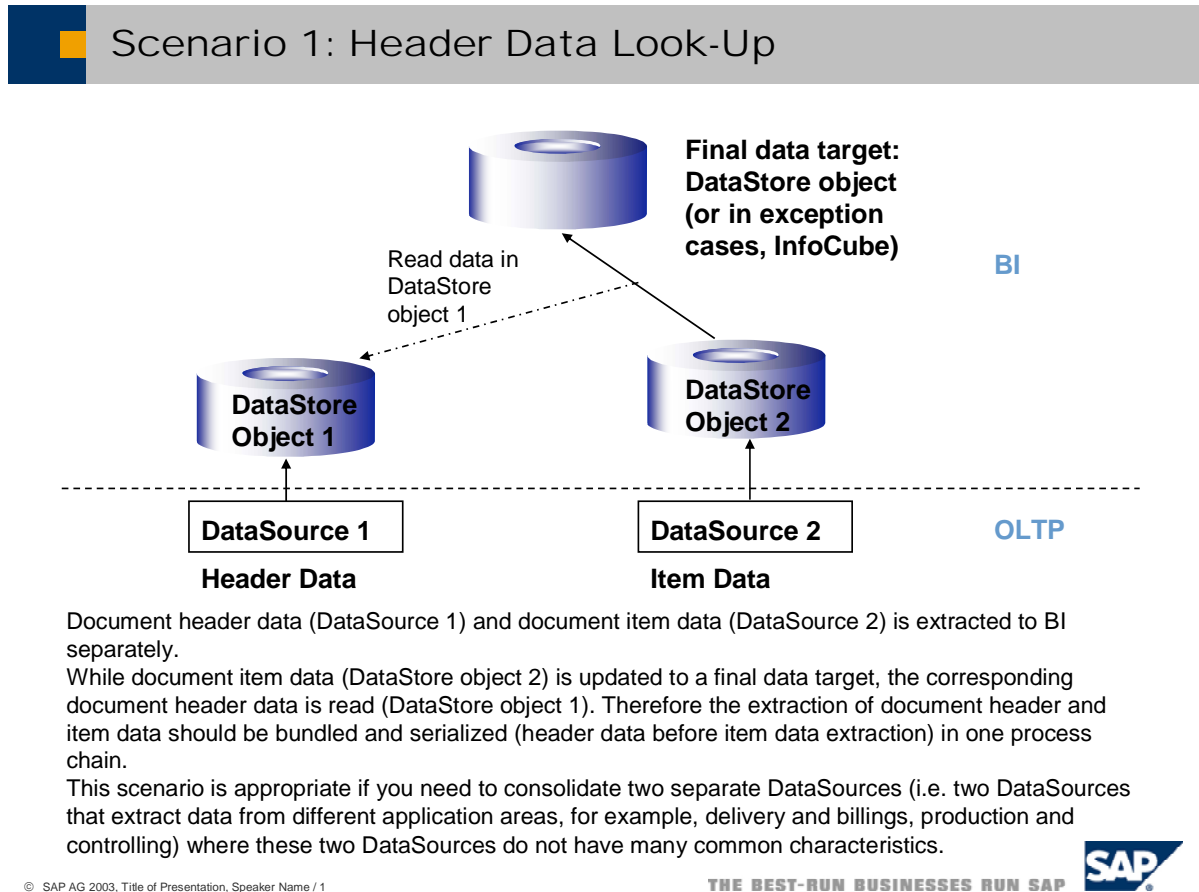 Scenario 1: Header Data Look-Up
Final data target:
DataStore object
(or in exception
cases, InfoCube)
BI
Read data in
DataStore
object 1
DataStore
Object 1
DataStore
Object 2
DataSource 1
DataSource 2
OLTP
Header Data
Item Data
Document header data (DataSource 1) and document item data (DataSource 2) is extracted to BI
separately.
While document item data (DataStore object 2) is updated to a final data target, the corresponding
document header data is read (DataStore object 1). Therefore the extraction of document header and
item data should be bundled and serialized (header data before item data extraction) in one process
chain.
This scenario is appropriate if you need to consolidate two separate DataSources (i.e. two DataSources
that extract data from different application areas, for example, delivery and billings, production and
controlling) where these two DataSources do not have many common characteristics.
© SAP AG 2003, Title of Presentation, Speaker Name / 1
THE BEST-RUN BUSINESSES RUN SAP
SAP